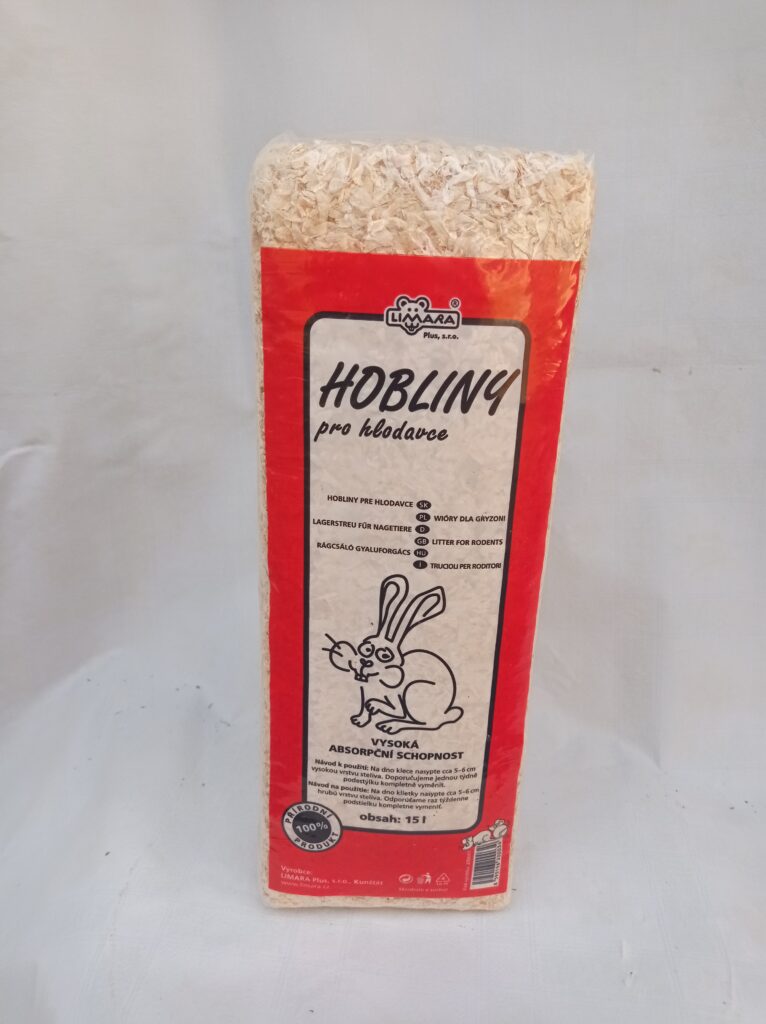 LIMARA ®
Plus, s.r.o.
HOBLINY
pro hlodavce
HOBLINY PRE HLODAVCE SK
PL WIÓRY DLA GRYZONI
LAGERSTREU FÜR NAGETIERE D
GB LITTER FOR RODENTS
RÁGCSÁLÓ GYALUFORGÁCS HU
I TRUCIOLI PER RODITORI
VYSOKÁ
ABSORPČNÍ SCHOPNOST
Návod k použití: Na dno klece nasypte cca 5-6 cm
vysokou vrstvu steliva. Doporučujeme jednou týdně
podestýlku kompletně vyměnit.
Návod na použitie: Na dno klietky nasypte cca 5-6 cm
hrubú vrstvu steliva. Odporúčame raz týždenne
podstielku kompletne vymeniť.
obsah: 15 l
PŘÍRODNÍ
100%
PRODUKT
Výrobce:
LIMARA Plus, s.r.o., Kunštát
www.limara.cz